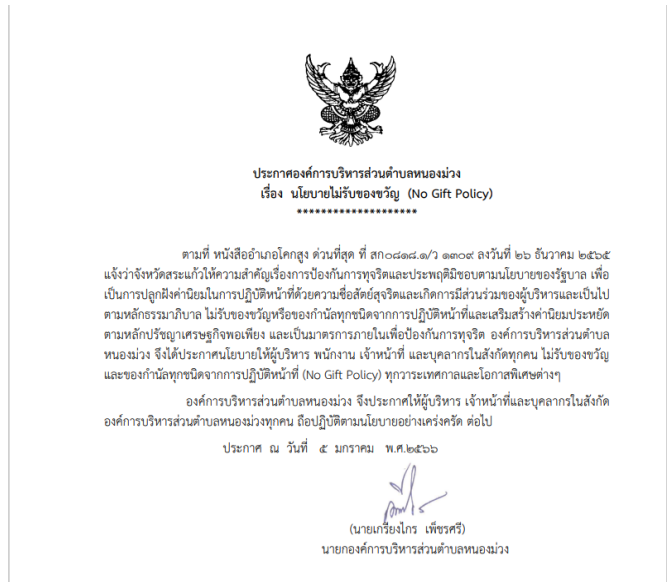 ประกาศองค์การบริหารส่วนตำบลหนองม่วง
เรื่อง นโยบายไม่รับของขวัญ (No Gift Policy)
********************
ตามที่ หนังสืออำเภอโคกสูง ด่วนที่สุด ที่ สก๐๘๑๘.๑/ว ๑๓๐๙ ลงวันที่ ๒๖ ธันวาคม ๒๕๖๕
แจ้งว่าจังหวัดสระแก้วให้ความสำคัญเรื่องการป้องกันการทุจริตและประพฤติมิชอบตามนโยบายของรัฐบาล เพื่อ
เป็นการปลูกฝังค่านิยมในการปฏิบัติหน้าที่ด้วยความซื่อสัตย์สุจริตและเกิดการมีส่วนร่วมของผู้บริหารและเป็นไป
ตามหลักธรรมาภิบาล ไม่รับของขวัญหรือของกำนัลทุกชนิดจากการปฏิบัติหน้าที่และเสริมสร้างค่านิยมประหยัด
ตามหลักปรัชญาเศรษฐกิจพอเพียง และเป็นมาตรการภายในเพื่อป้องกันการทุจริต องค์การบริหารส่วนตำบล
หนองม่วง จึงได้ประกาศนโยบายให้ผู้บริหาร พนักงาน เจ้าหน้าที่ และบุคลากรในสังกัดทุกคน ไม่รับของขวัญ
และของกำนัลทุกชนิดจากการปฏิบัติหน้าที่ (No Gift Policy) ทุกวาระเทศกาลและโอกาสพิเศษต่างๆ
องค์การบริหารส่วนตำบลหนองม่วง จึงประกาศให้ผู้บริหาร เจ้าหน้าที่และบุคลากรในสังกัด
องค์การบริหารส่วนตำบลหนองม่วงทุกคน ถือปฏิบัติตามนโยบายอย่างเคร่งครัด ต่อไป
ประกาศ ณ วันที่ ๕ มกราคม พ.ศ.๒๕๖๖
(นายเกรียงไกร เพ็ชรศรี)
นายกองค์การบริหารส่วนตำบลหนองม่วง